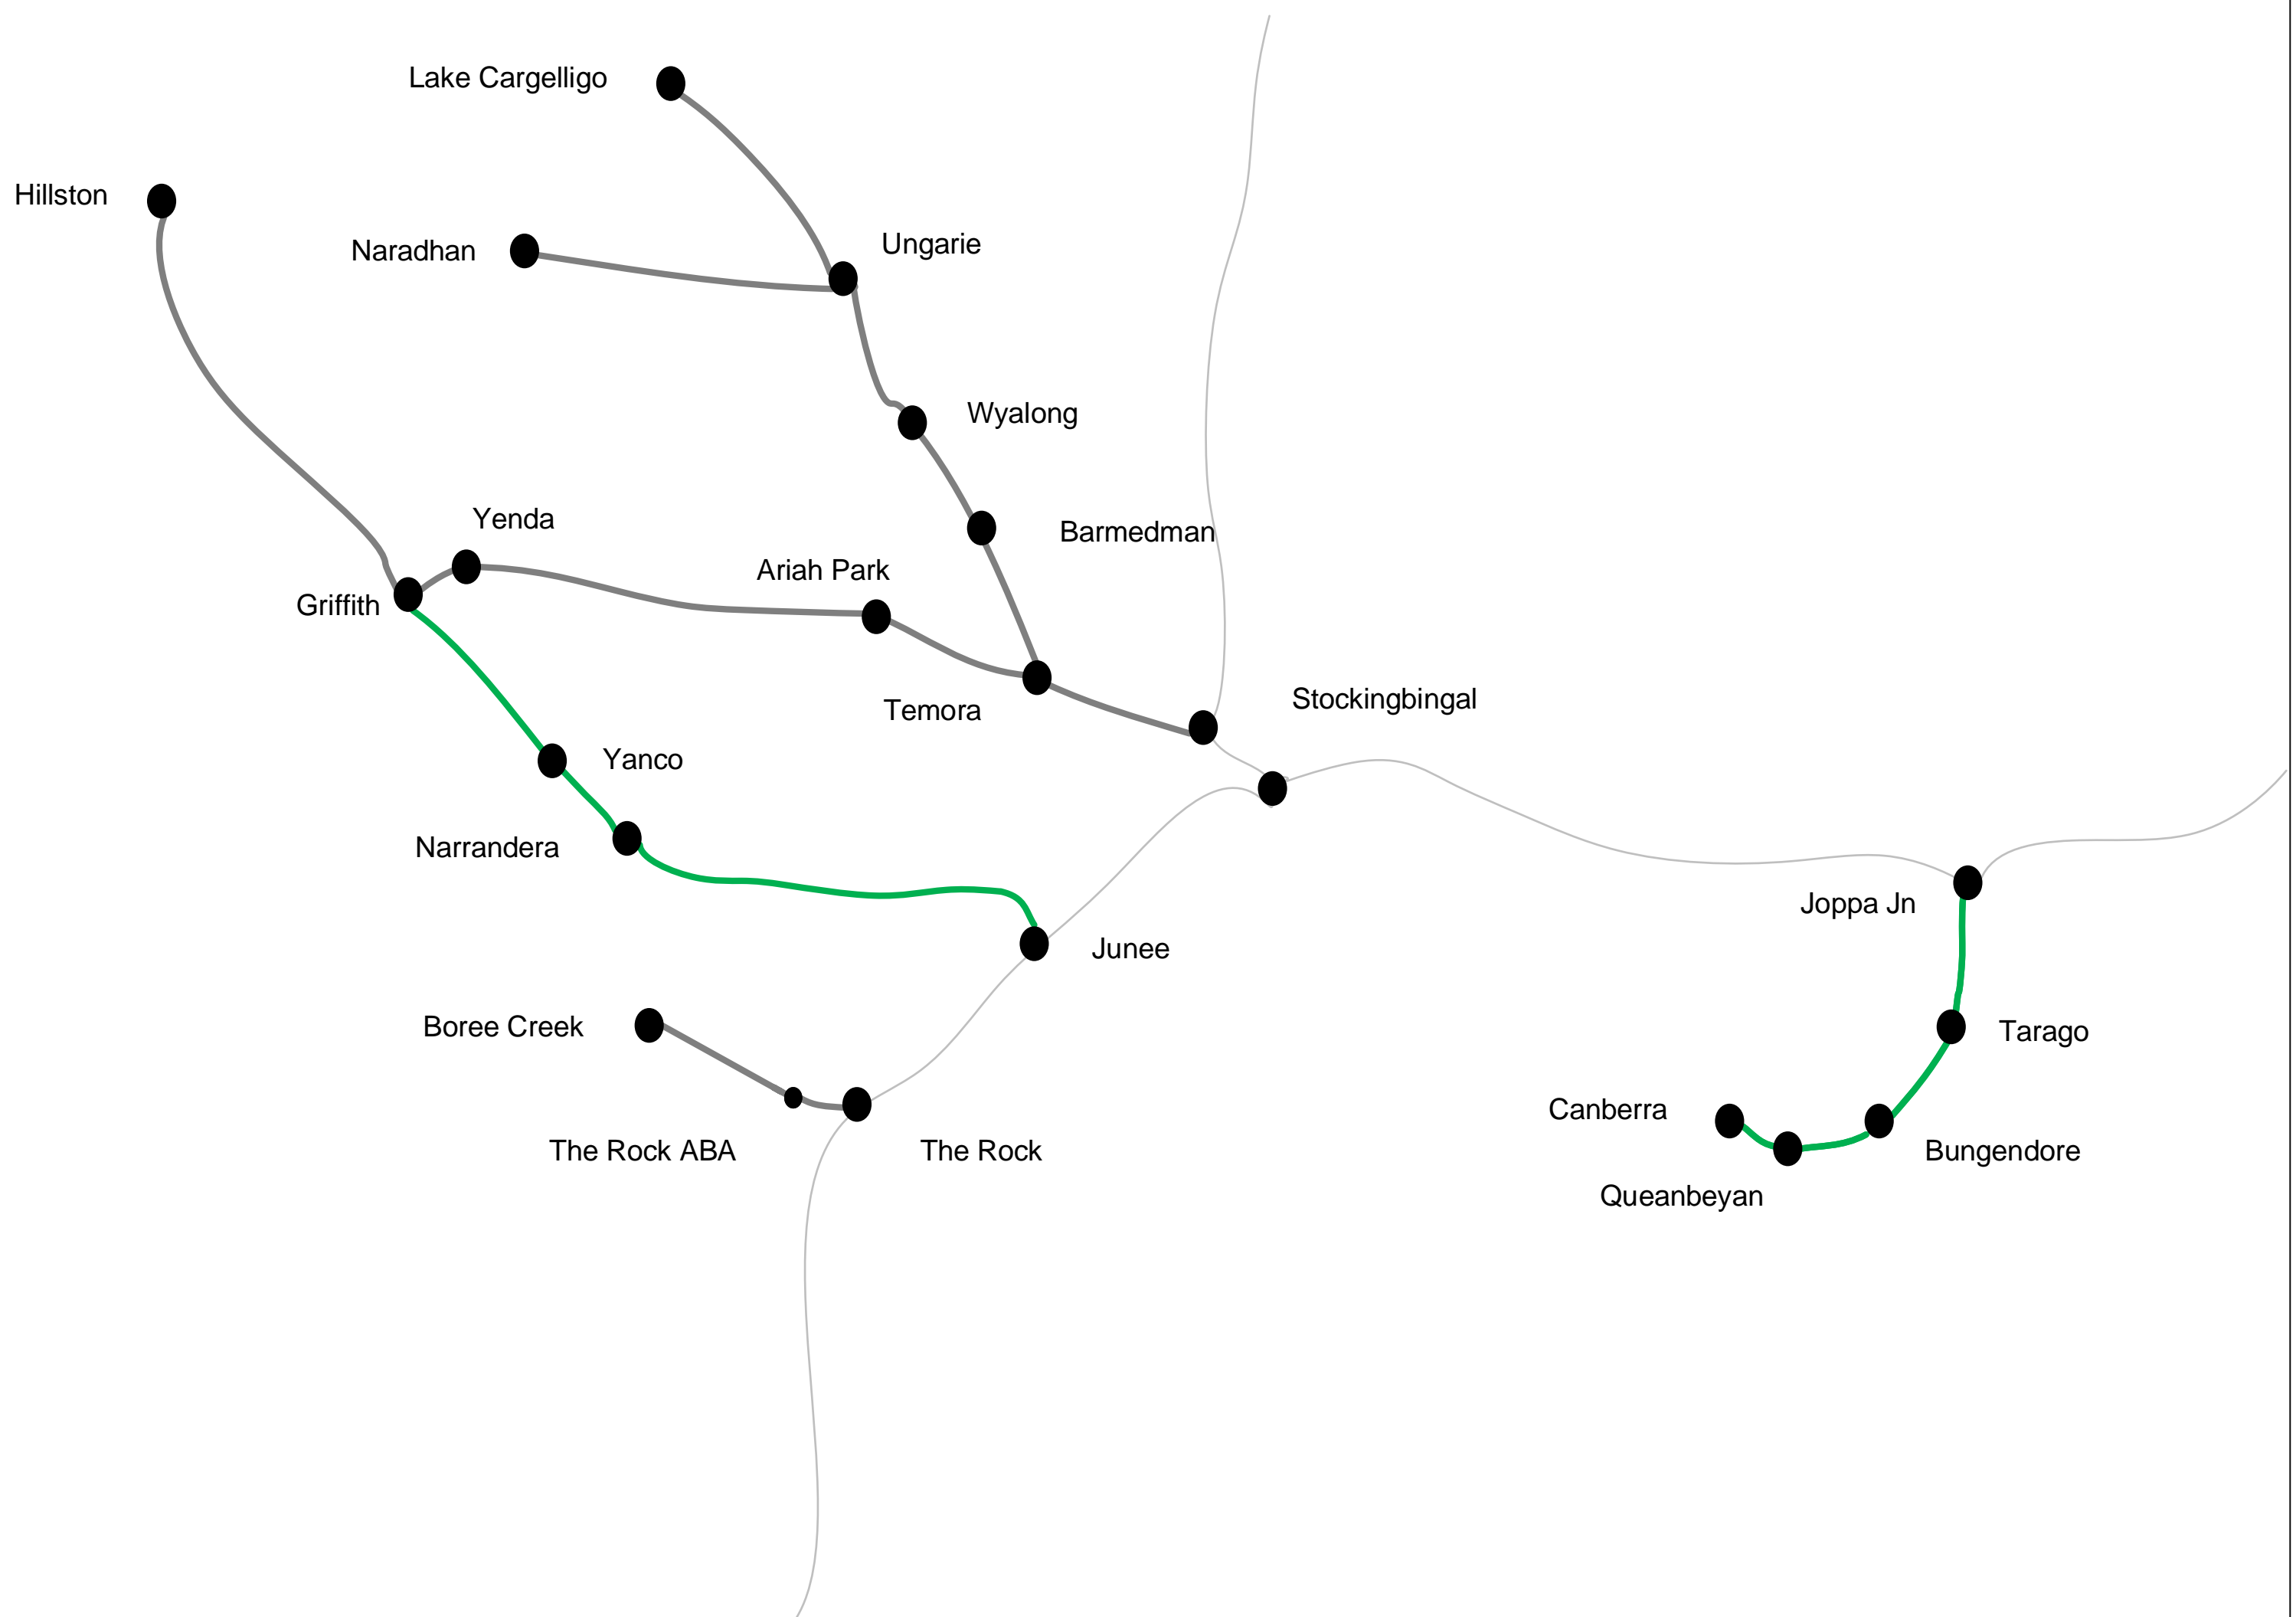 Lake Cargelligo
Hillston
Ungarie
Naradhan
Wyalong
Yenda
Barmedman
Ariah Park
Griffith
Stockingbingal
Temora
Yanco
Narrandera
Joppa Jn
Junee
Boree Creek
Tarago
Canberra
The Rock ABA
The Rock
Bungendore
Queanbeyan